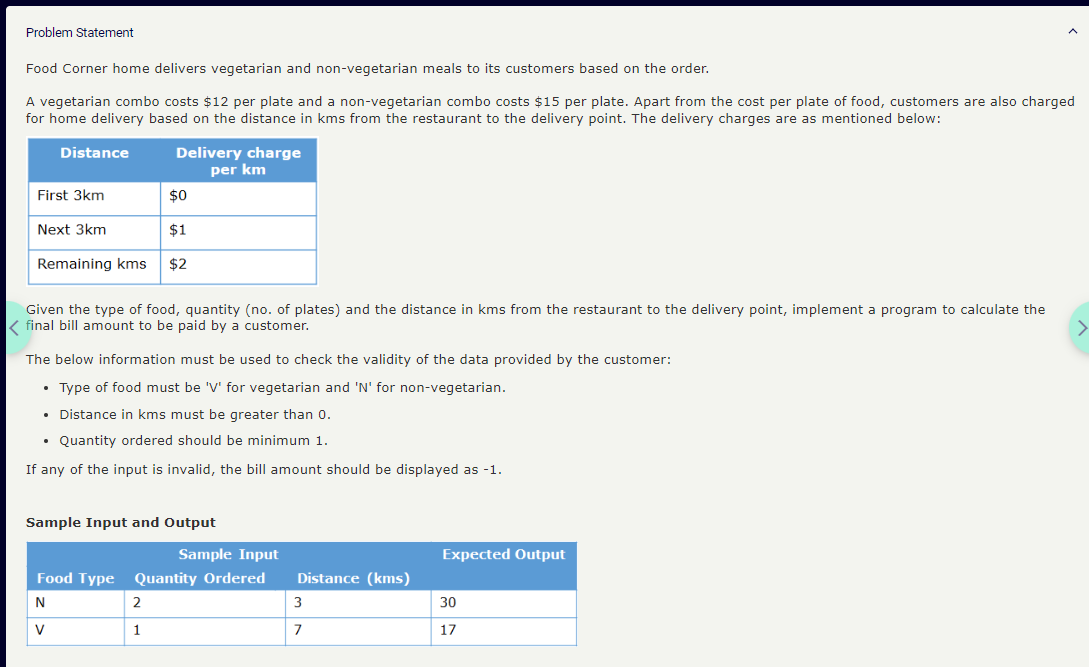 Problem Statement
Food Corner home delivers vegetarian and non-vegetarian meals to its customers based on the order.
A vegetarian combo costs $12 per plate and a non-vegetarian combo costs $15 per plate. Apart from the cost per plate of food, customers are also charged
for home delivery based on the distance in kms from the restaurant to the delivery point. The delivery charges are as mentioned below:
Distance Delivery charge
per km
First 3km $0
Next 3km $1
Remaining kms $2
Given the type of food, quantity (no. of plates) and the distance in kms from the restaurant to the delivery point, implement a program to calculate the
final bill amount to be paid by a customer.
The below information must be used to check the validity of the data provided by the customer:
• Type of food must be 'V' for vegetarian and 'N' for non-vegetarian.
• Distance in kms must be greater than 0.
• Quantity ordered should be minimum 1.
If any of the input is invalid, the bill amount should be displayed as -1.
Sample Input and Output
Sample Input Expected Output
Food Type Quantity Ordered Distance (kms)
N 2 3 30
V 1 7 17